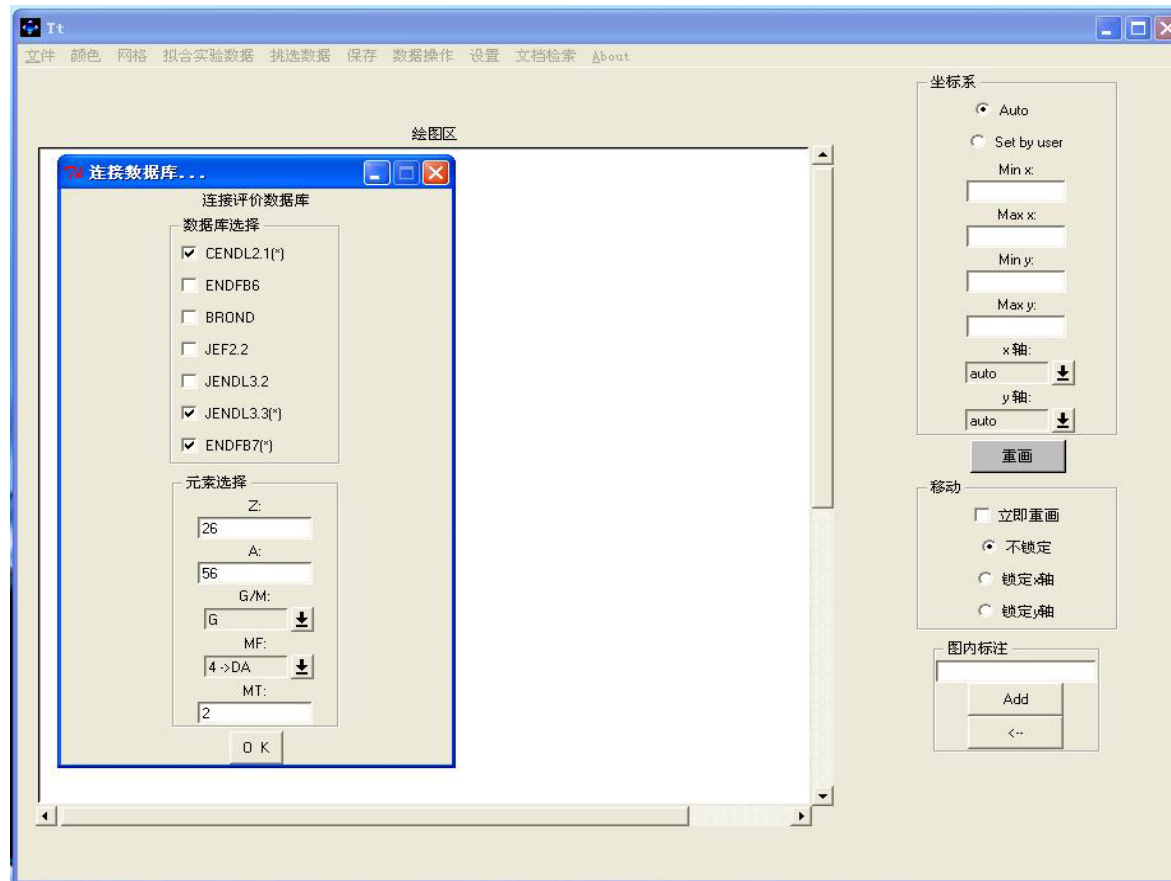 Tt
文件 颜色 网格 拟合实验数据 挑选数据 保存 数据操作 设置 文档检索 About
绘图区
连接数据库...
连接评价数据库
数据库选择
CENDL2.1(*)
ENDFB6
BROND
JEF2.2
JENDL3.2
JENDL3.3(*)
ENDFB7(*)
元素选择
Z:
26
A:
56
G/M:
G
MF:
4 ->DA
MT:
2
O K
坐标系
Auto
Set by user
Min x:
Max x:
Min y:
Max y:
x 轴:
auto
y 轴:
auto
重画
移动
立即重画
不锁定
锁定x轴
锁定y轴
图内标注
Add
<--